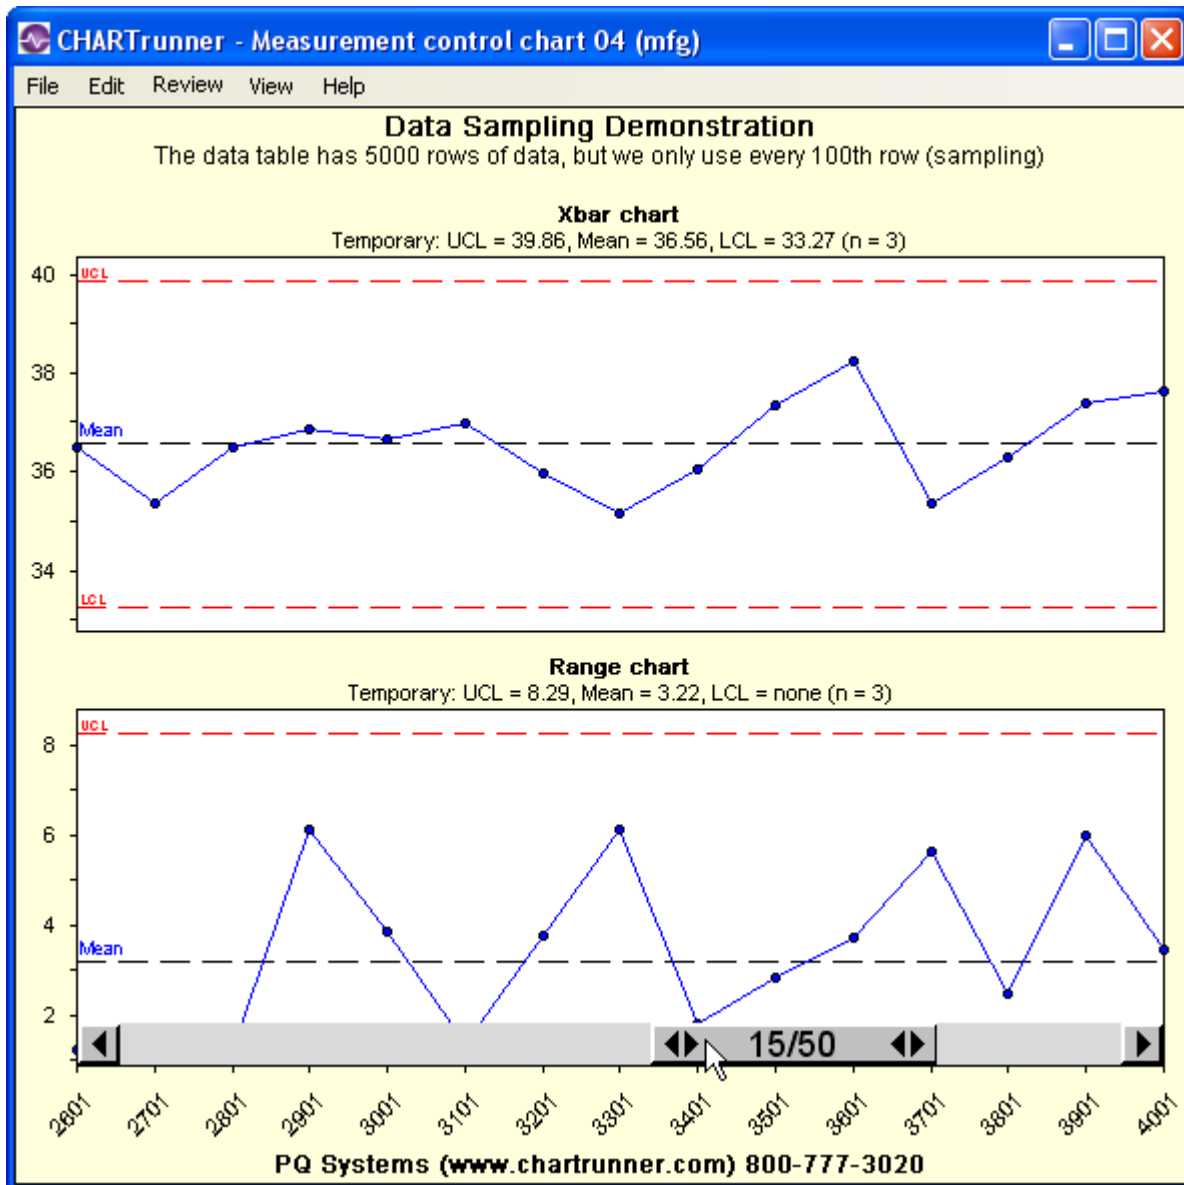 CHARTrunner - Measurement control chart 04 (mfg)
File Edit Review View Help
Data Sampling Demonstration
The data table has 5000 rows of data, but we only use every 100th row (sampling)
Xbar chart
Temporary: UCL = 39.86, Mean = 36.56, LCL = 33.27 (n = 3)
40
UCL
38
Mean
36
34
LCL
Range chart
Temporary: UCL = 8.29, Mean = 3.22, LCL = none (n = 3)
UCL
8
6
4
Mean
2
15/50
2601 2701 2801 2901 3001 3101 3201 3301 3401 3501 3601 3701 3801 3901 4001
PQ Systems (www.chartrunner.com) 800-777-3020